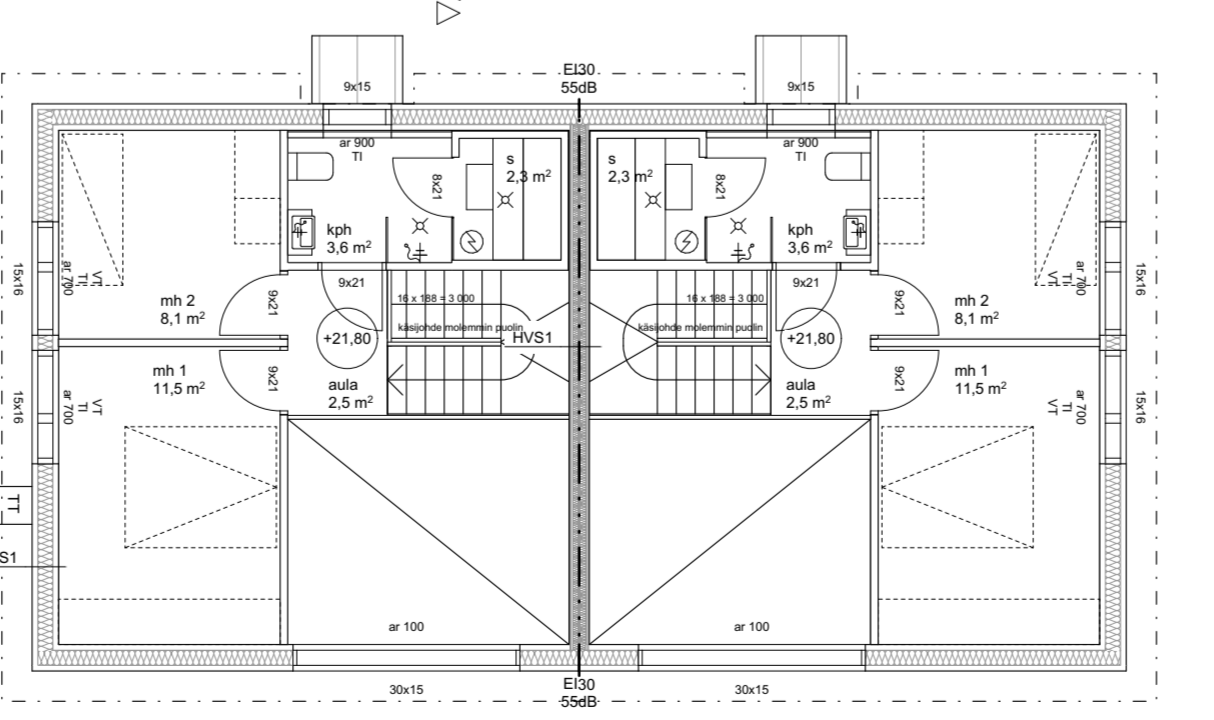 EI30
55dB
9x15
9x15
ar 900
TI
s
2,3 m²
8x21
kph
3,6 m²
s
2,3 m²
8x21
ar 900
TI
kph
3,6 m²
15x16
ar 700
TI
VT
mh 2
8,1 m²
9x21
9x21
16 x 188 = 3 000
käsijohde molemmin puolin
+21,80
HVS1
16 x 188 = 3 000
käsijohde molemmin puolin
9x21
+21,80
9x21
mh 2
8,1 m²
ar 700
TI
VT
15x16
15x16
ar 700
TI
VT
mh 1
11,5 m²
9x21
aula
2,5 m²
aula
2,5 m²
9x21
mh 1
11,5 m²
ar 700
TI
VT
15x16
TT
S1
ar 100
ar 100
30x15
EI30
55dB
30x15